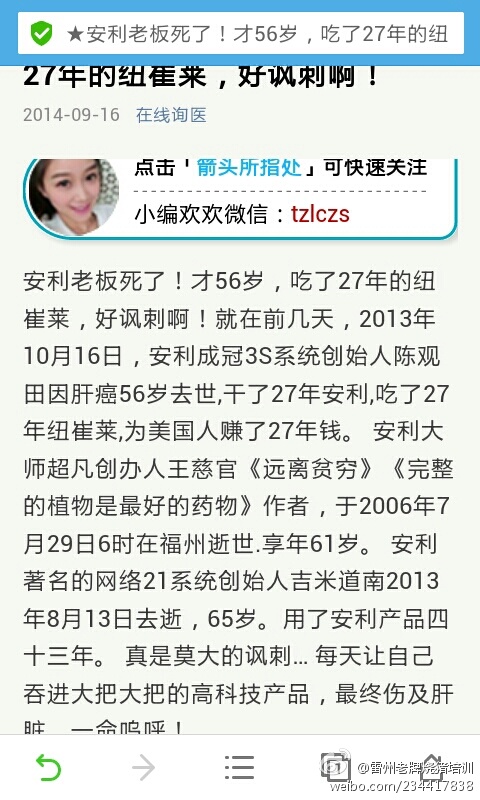 ★安利老板死了！才56岁，吃了27年的纽
27年的纽崔莱，好讽刺啊！
2014-09-16 在线询医
点击「箭头所指处」可快速关注
小编欢欢微信：tzlczs
安利老板死了！才56岁，吃了27年的纽
崔莱，好讽刺啊！就在前几天，2013年
10月16日，安利成冠3S系统创始人陈观
田因肝癌56岁去世,干了27年安利,吃了27
年纽崔莱,为美国人赚了27年钱。 安利大
师超凡创办人王慈官《远离贫穷》《完整
的植物是最好的药物》作者，于2006年7
月29日6时在福州逝世.享年61岁。 安利
著名的网络21系统创始人吉米道南2013
年8月13日去逝，65岁。用了安利产品四
十三年。 真是莫大的讽刺... 每天让自己
吞进大把大把的高科技产品，最终伤及肝
脏，一命呜呼！
1
@雷州老牌烧猪培训
weibo.com/234417838